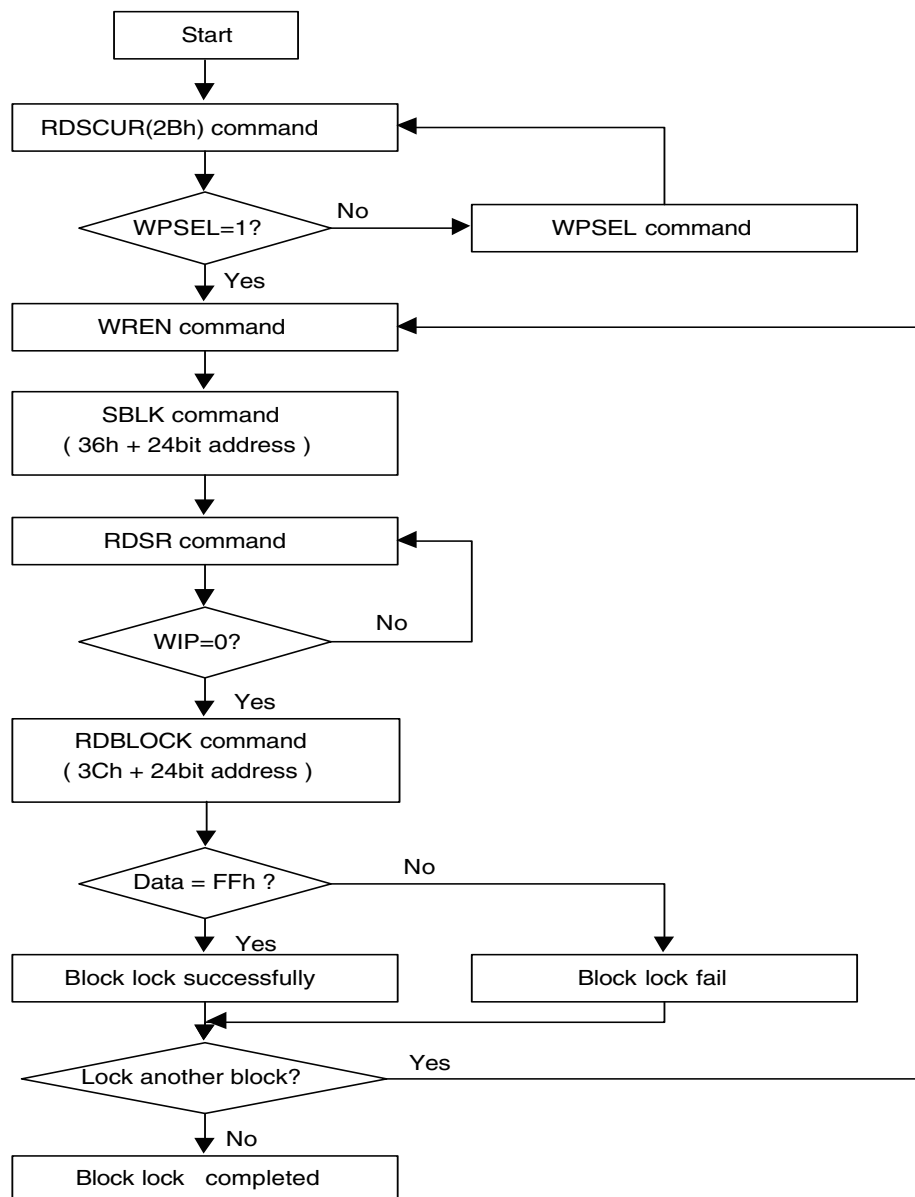 Start
RDSCUR(2Bh) command
WPSEL=1?
No
WPSEL command
Yes
WREN command
SBLK command
( 36h + 24bit address )
RDSR command
WIP=0?
No
Yes
RDBLOCK command
( 3Ch + 24bit address )
Data = FFh ?
No
Yes
Block lock successfully
Block lock fail
Lock another block?
Yes
No
Block lock completed